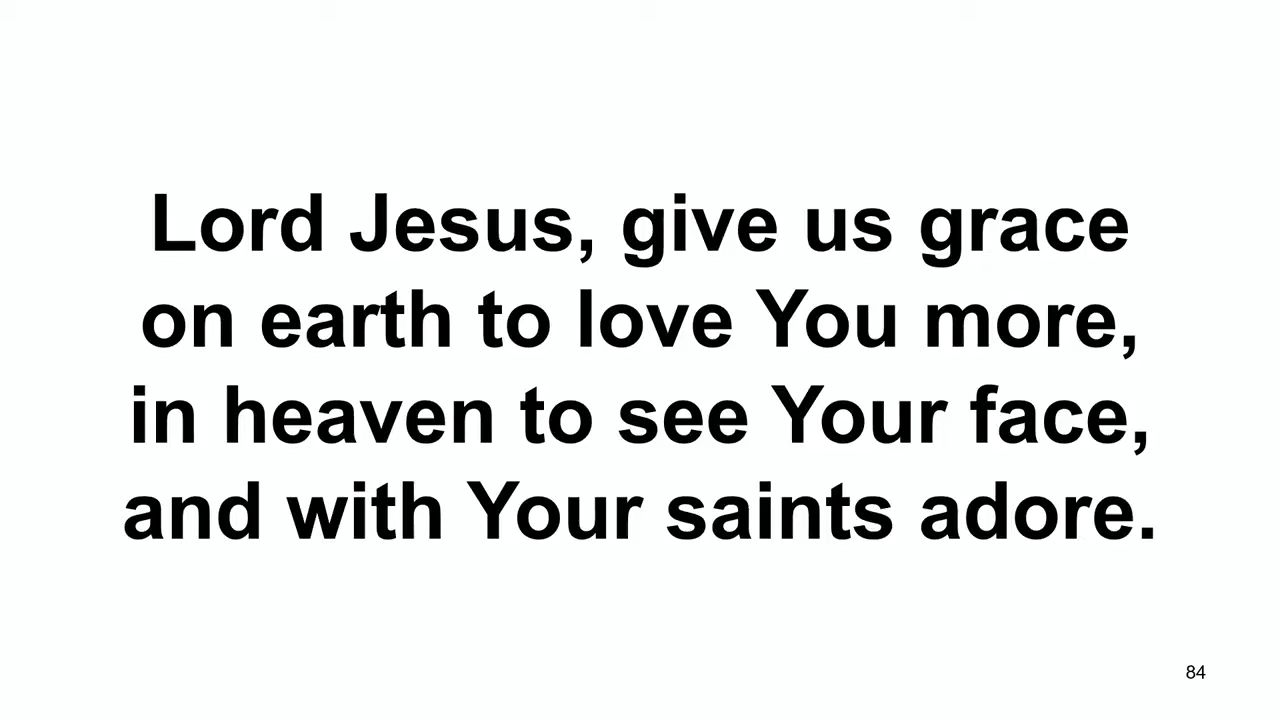 Lord Jesus, give us grace
on earth to love You more,
in heaven to see Your face,
and with Your saints adore.
84